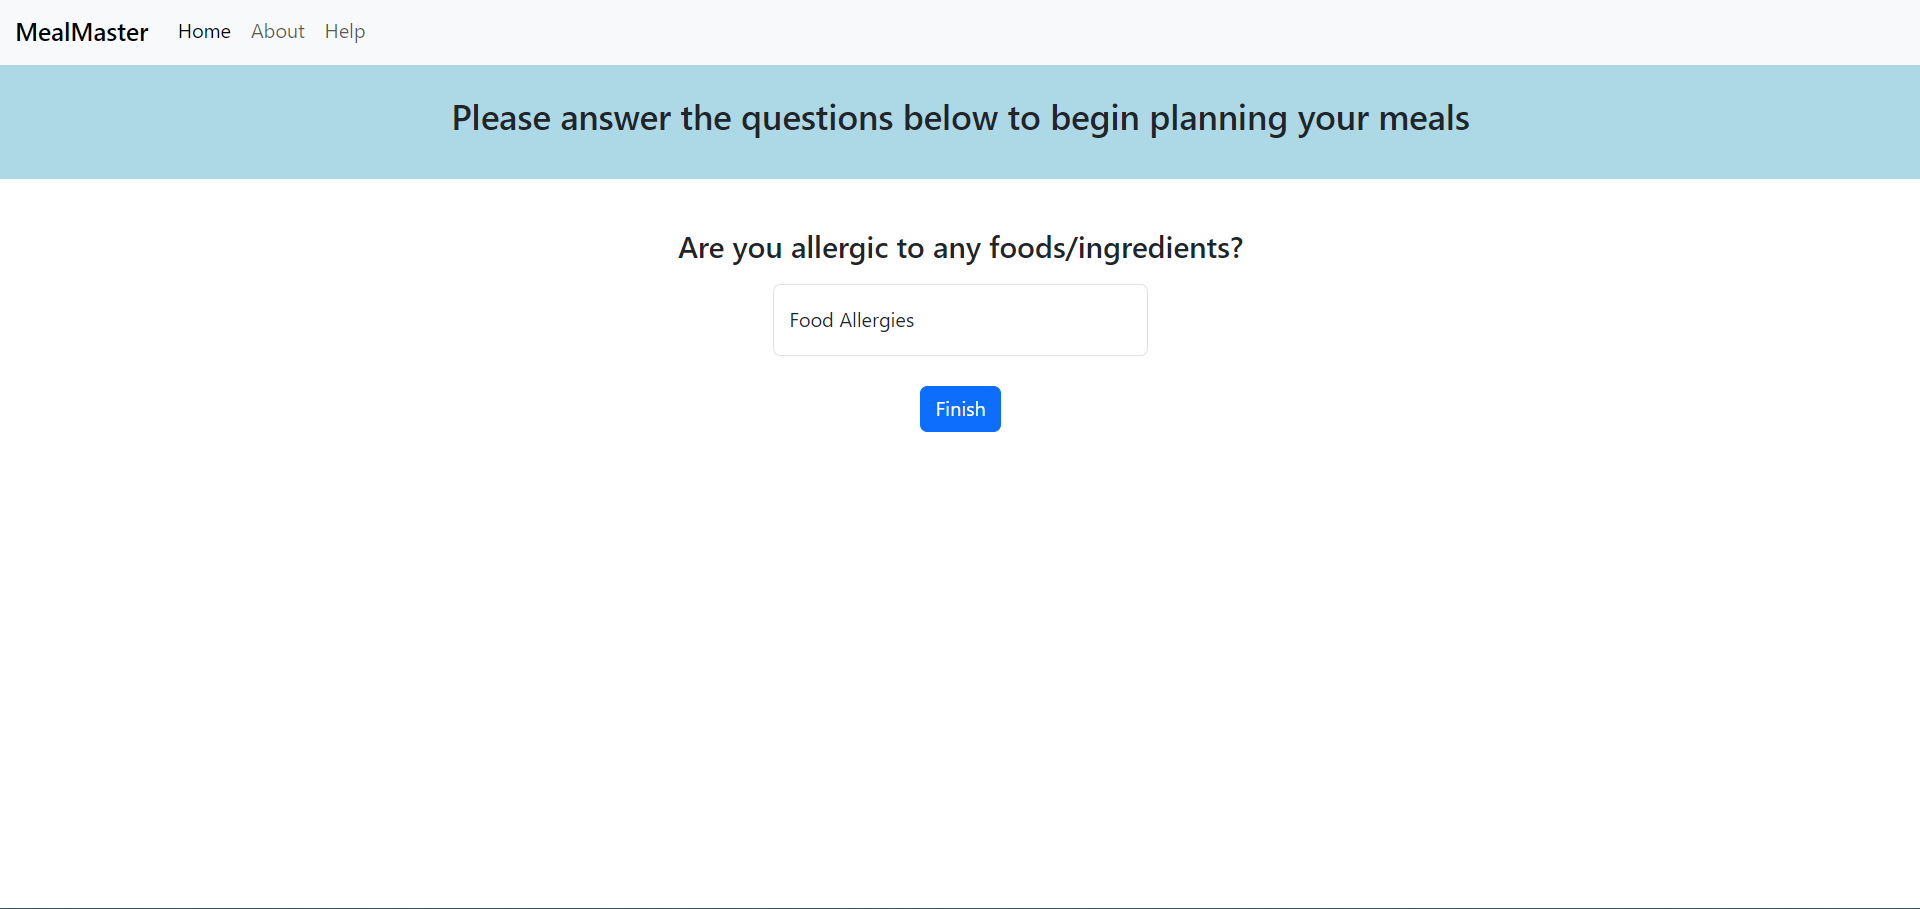 MealMaster Home About Help
Please answer the questions below to begin planning your meals
Are you allergic to any foods/ingredients?
Food Allergies
Finish